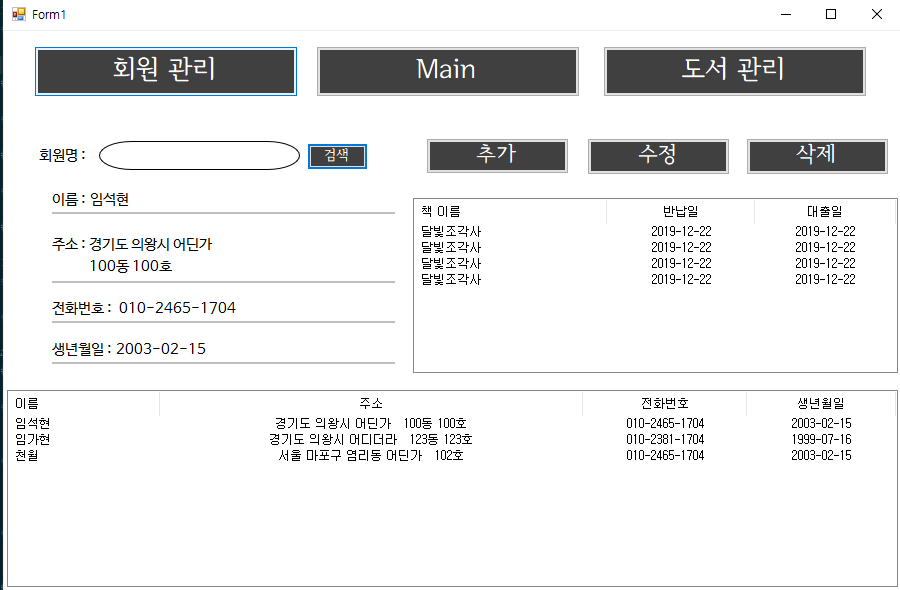 Form1
회원 관리 Main 도서 관리
회원명 : 검색 추가 수정 삭제
이름 : 임석현
주소 : 경기도 의왕시 어딘가
100동 100호
전화번호 : 010-2465-1704
생년월일 : 2003-02-15
책 이름 반납일 대출일
달빛조각사 2019-12-22 2019-12-22
달빛조각사 2019-12-22 2019-12-22
달빛조각사 2019-12-22 2019-12-22
달빛조각사 2019-12-22 2019-12-22
이름 주소 전화번호 생년월일
임석현 경기도 의왕시 어딘가 100동 100호 010-2465-1704 2003-02-15
임가현 경기도 의왕시 어디더라 123동 123호 010-2381-1704 1999-07-16
천월 서울 마포구 염리동 어딘가 102호 010-2465-1704 2003-02-15